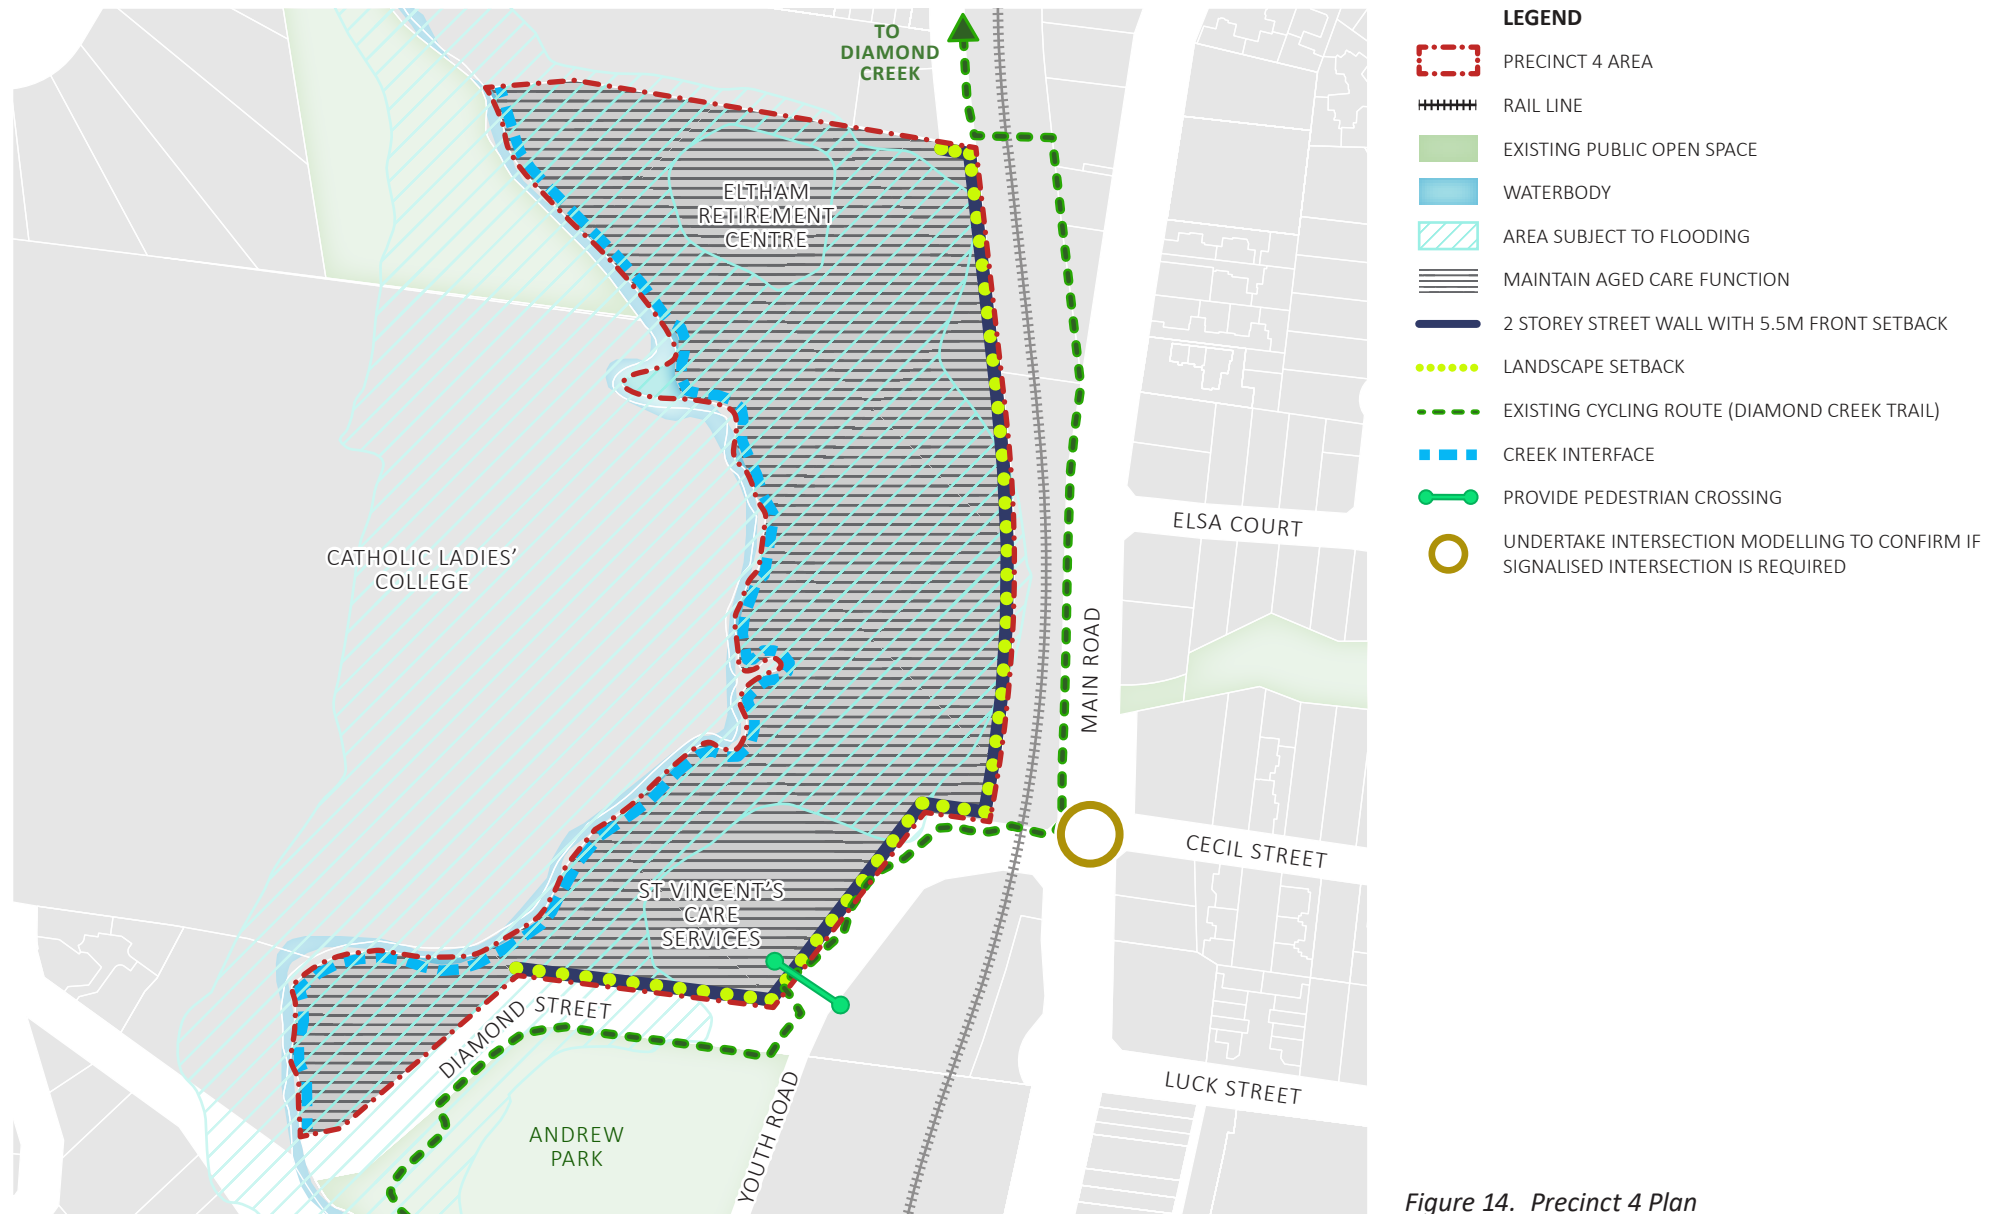 TO
DIAMOND
CREEK
ELTHAM
RETIREMENT
CENTRE
CATHOLIC LADIES'
COLLEGE
ELSA COURT
MAIN ROAD
CECIL STREET
ST VINCENT'S
CARE
SERVICES
DIAMOND STREET
LUCK STREET
ANDREW
PARK
YOUTH ROAD
LEGEND
PRECINCT 4 AREA
RAIL LINE
EXISTING PUBLIC OPEN SPACE
WATERBODY
AREA SUBJECT TO FLOODING
MAINTAIN AGED CARE FUNCTION
2 STOREY STREET WALL WITH 5.5M FRONT SETBACK
LANDSCAPE SETBACK
EXISTING CYCLING ROUTE (DIAMOND CREEK TRAIL)
CREEK INTERFACE
PROVIDE PEDESTRIAN CROSSING
UNDERTAKE INTERSECTION MODELLING TO CONFIRM IF
SIGNALISED INTERSECTION IS REQUIRED
Figure 14. Precinct 4 Plan